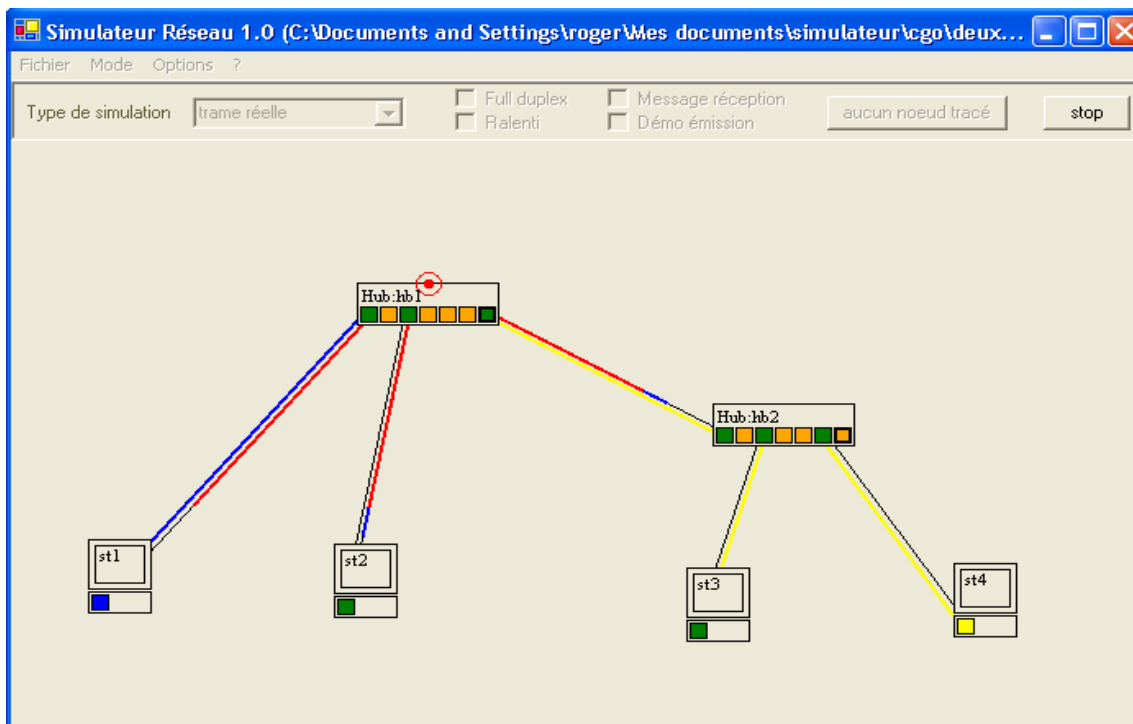 Simulateur Réseau 1.0 (C:\Documents and Settings\roger\Mes documents\simulateur\cgo\deux...
Fichier Mode Options ?
Type de simulation trame réelle Full duplex Message réception aucun noeud tracé stop
Ralenti Démo émission
Hub:hb1
Hub:hb2
st1
st2
st3
st4